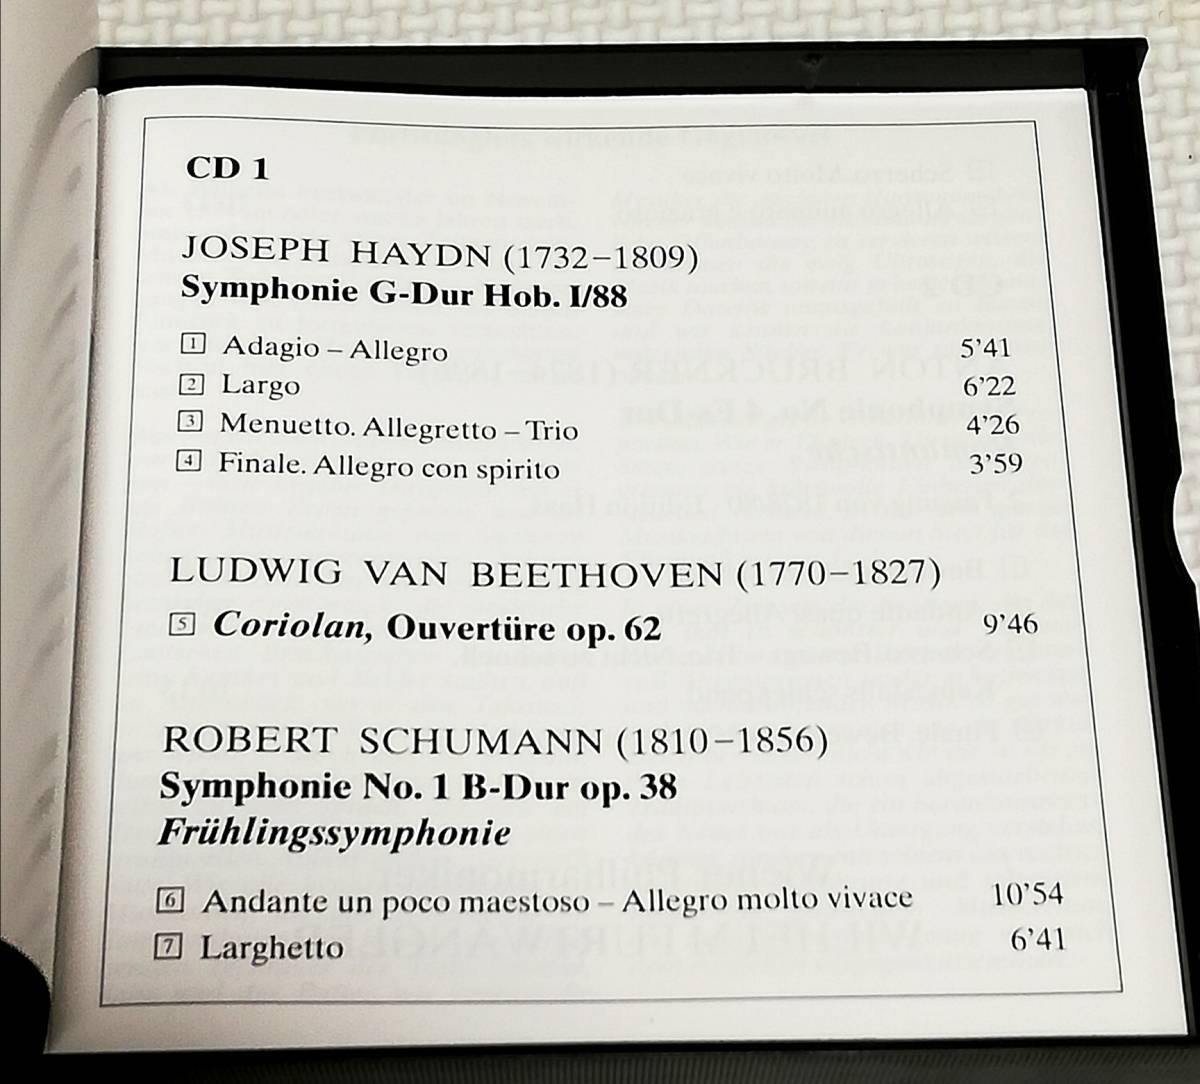 CD 1
JOSEPH HAYDN (1732–1809)
Symphonie G-Dur Hob. I/88
1 Adagio – Allegro 5’41
2 Largo 6’22
3 Menuetto. Allegretto – Trio 4’26
4 Finale. Allegro con spirito 3’59
LUDWIG VAN BEETHOVEN (1770–1827)
5 Coriolan, Ouvertüre op. 62 9’46
ROBERT SCHUMANN (1810–1856)
Symphonie No. 1 B-Dur op. 38
Frühlingssymphonie
6 Andante un poco maestoso – Allegro molto vivace 10’54
7 Larghetto 6’41